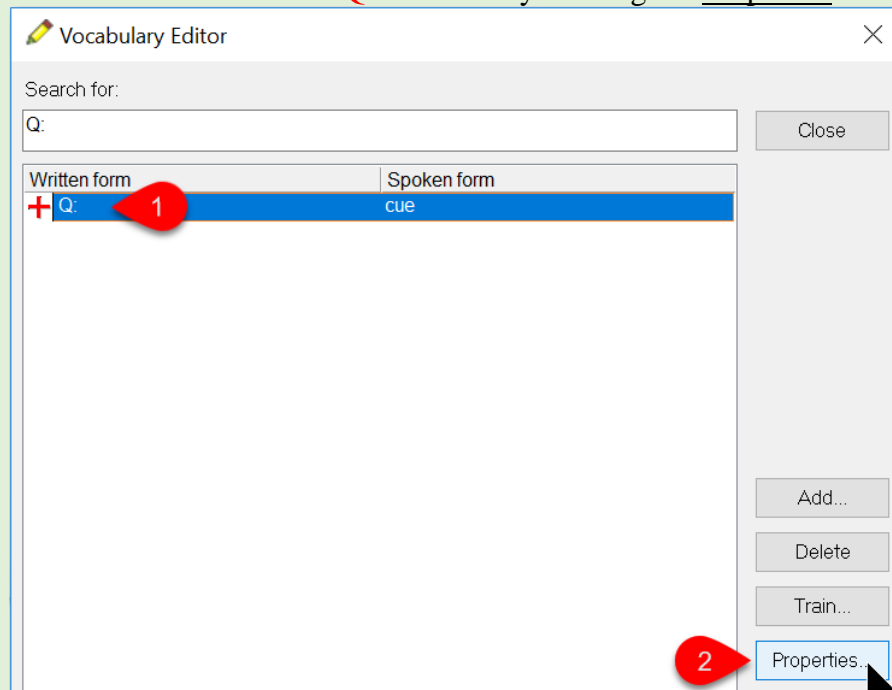 Q
Vocabulary Editor
Search for:
Q:
Close
Written form Spoken form
Q: 1 cue
Add...
Delete
Train...
2 Properties...